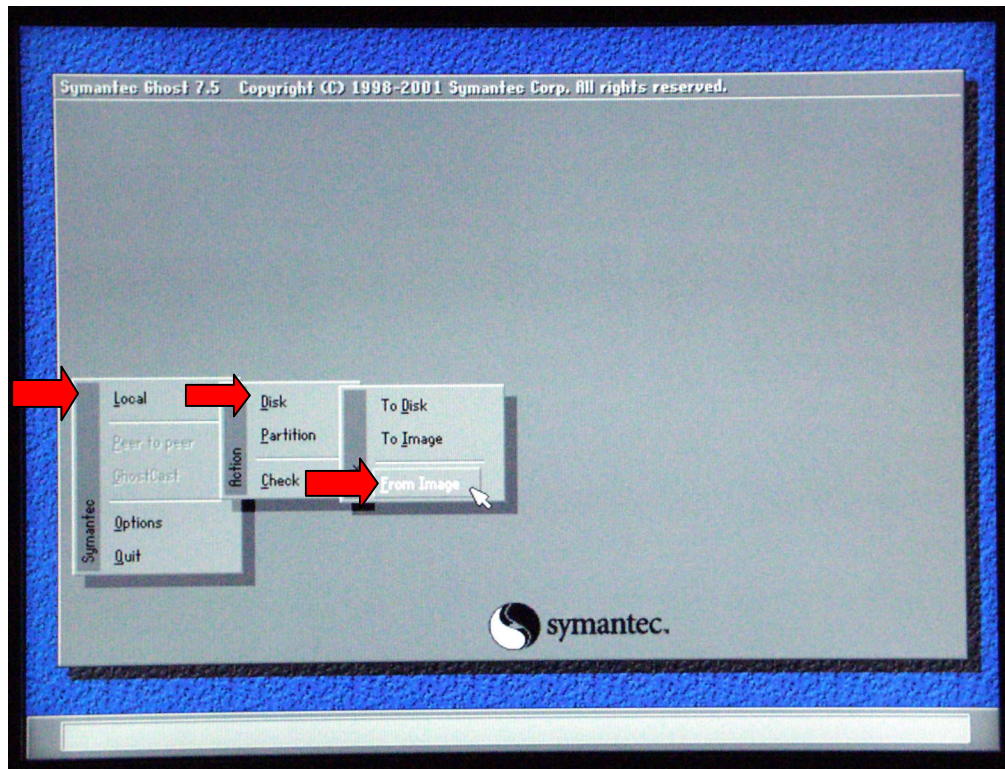 Symantec Ghost 7.5 Copyright (C) 1998-2001 Symantec Corp. All rights reserved.
Local
Peer to peer
GhostCast
Options
Quit
Symantec
Disk
Partition
Check
Action
To Disk
To Image
From Image
symantec.